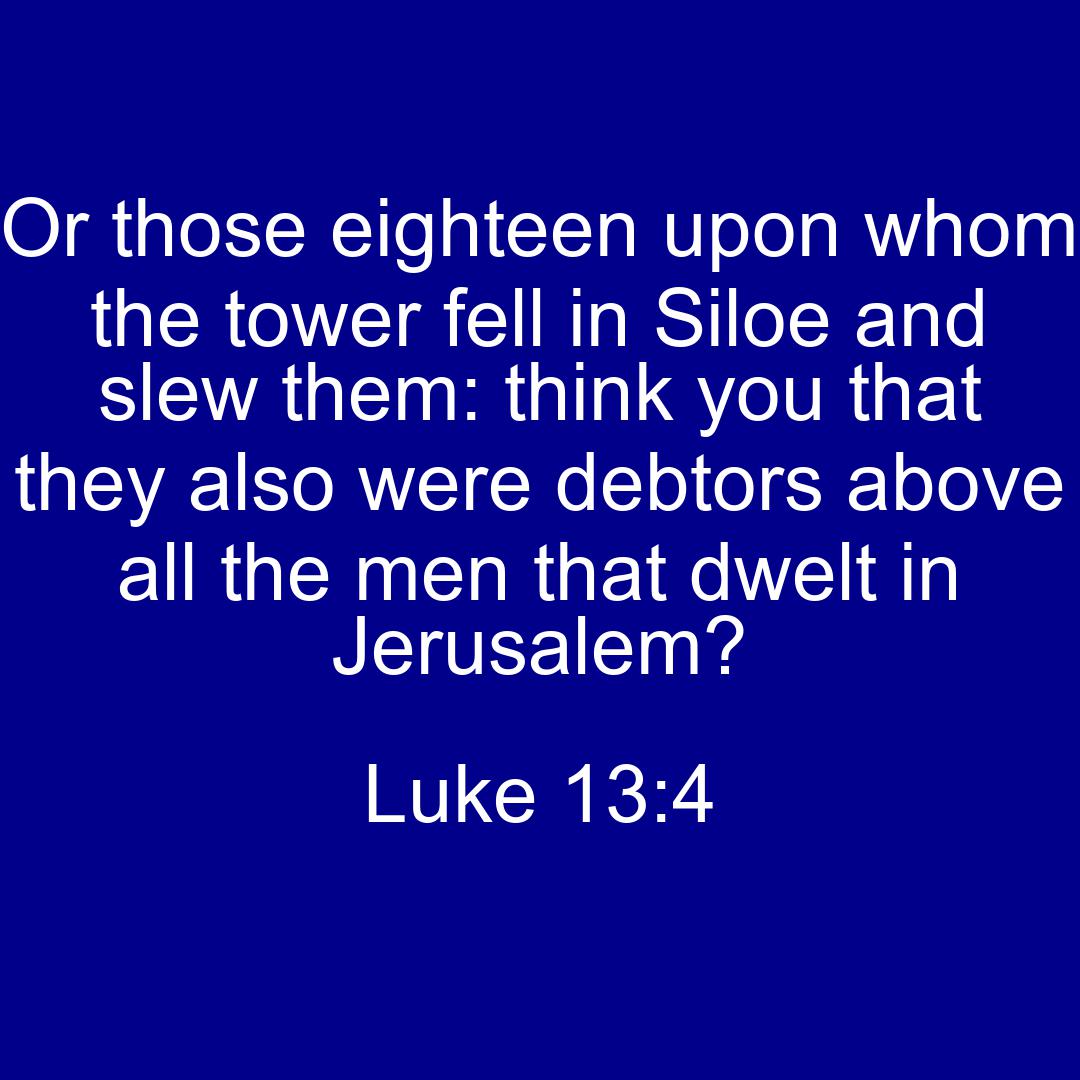 Or those eighteen upon whom
the tower fell in Siloe and
slew them: think you that
they also were debtors above
all the men that dwelt in
Jerusalem?
Luke 13:4